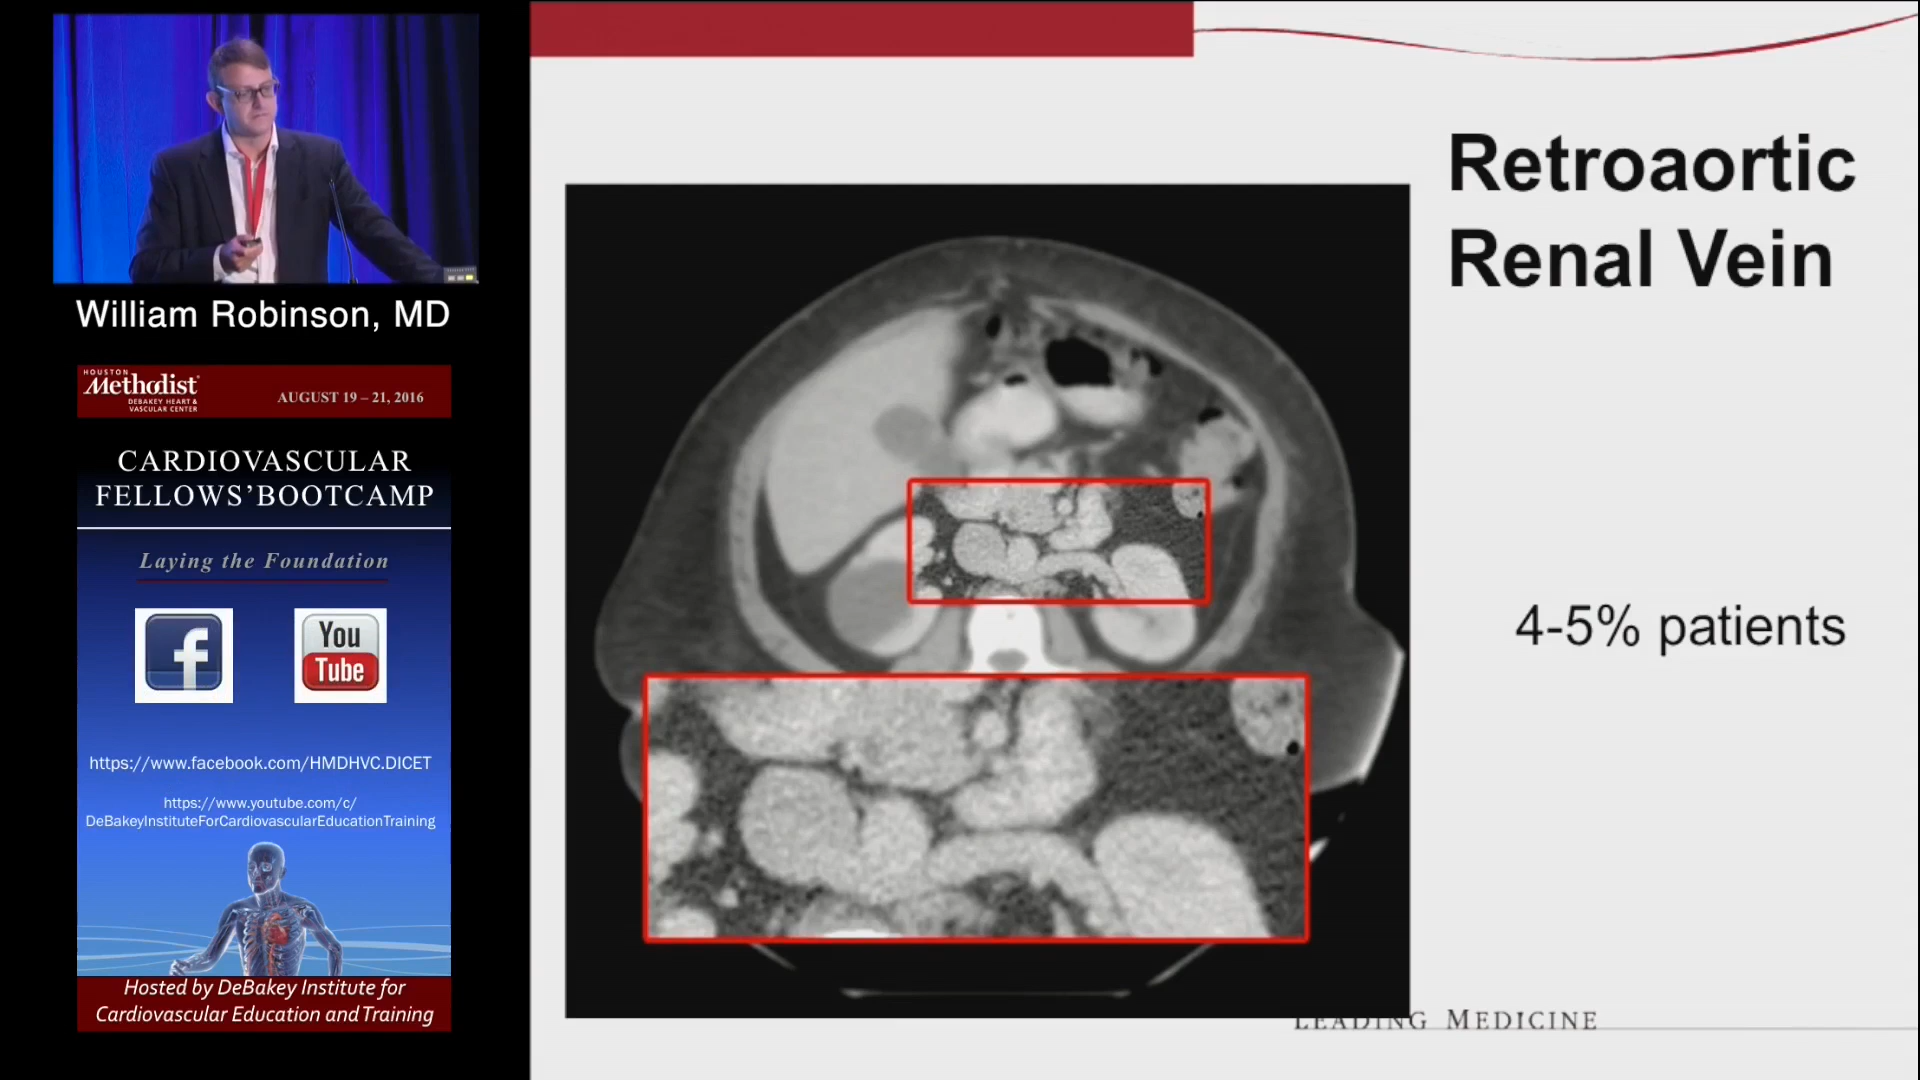 William Robinson, MD
HOUSTON
Methodist
DEBAKEY HEART &
VASCULAR CENTER
AUGUST 19 – 21, 2016
CARDIOVASCULAR
FELLOWS’BOOTCAMP
Laying the Foundation
f
You
Tube
https://www.facebook.com/HMDHVC.DICET
https://www.youtube.com/c/
DeBakeyInstituteForCardiovascularEducationTraining
Hosted by DeBakey Institute for
Cardiovascular Education and Training
Retroaortic
Renal Vein
4-5% patients
LEADING MEDICINE